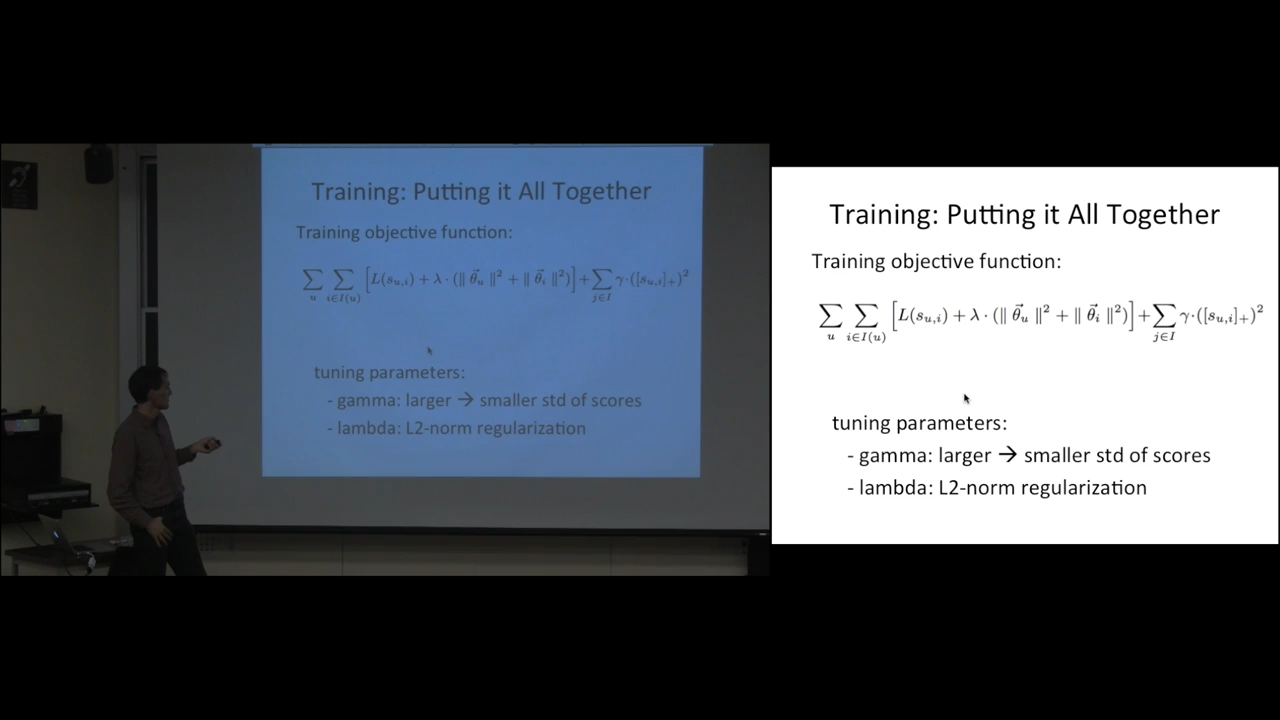 Training: Putting it All Together
Training objective function:
∑_u ∑_{i∈I(u)} [L(s_{u,i}) + λ · (‖ θ⃗_u ‖² + ‖ θ⃗_i ‖²)] + ∑_{j∈I} γ·([s_{u,i}]_+)²
tuning parameters:
- gamma: larger → smaller std of scores
- lambda: L2-norm regularization
Training: Putting it All Together
Training objective function:
∑_u ∑_{i∈I(u)} [L(s_{u,i}) + λ · (‖ θ⃗_u ‖² + ‖ θ⃗_i ‖²)] + ∑_{j∈I} γ·([s_{u,i}]_+)²
tuning parameters:
- gamma: larger → smaller std of scores
- lambda: L2-norm regularization